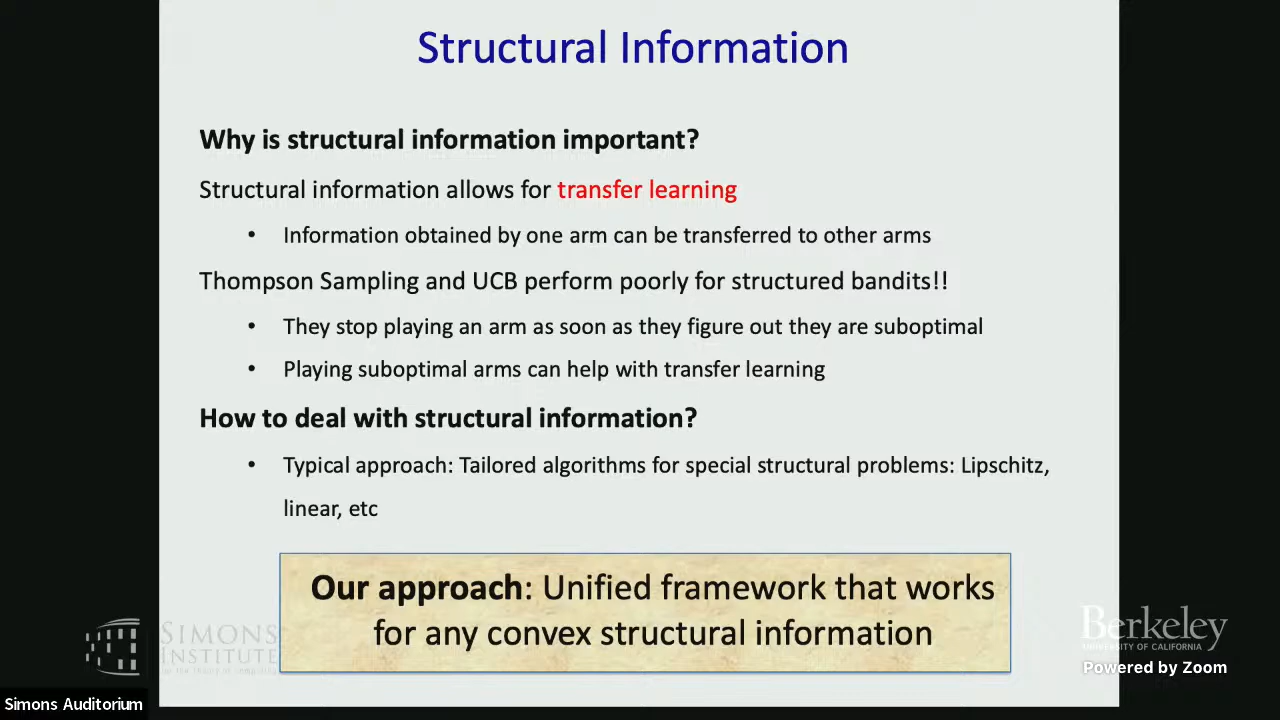 Structural Information
Why is structural information important?
Structural information allows for transfer learning
• Information obtained by one arm can be transferred to other arms
Thompson Sampling and UCB perform poorly for structured bandits!!
• They stop playing an arm as soon as they figure out they are suboptimal
• Playing suboptimal arms can help with transfer learning
How to deal with structural information?
• Typical approach: Tailored algorithms for special structural problems: Lipschitz,
linear, etc
Our approach: Unified framework that works
for any convex structural information
SIMONS
INSTITUTE
Berkeley
UNIVERSITY OF CALIFORNIA
Powered by Zoom
Simons Auditorium